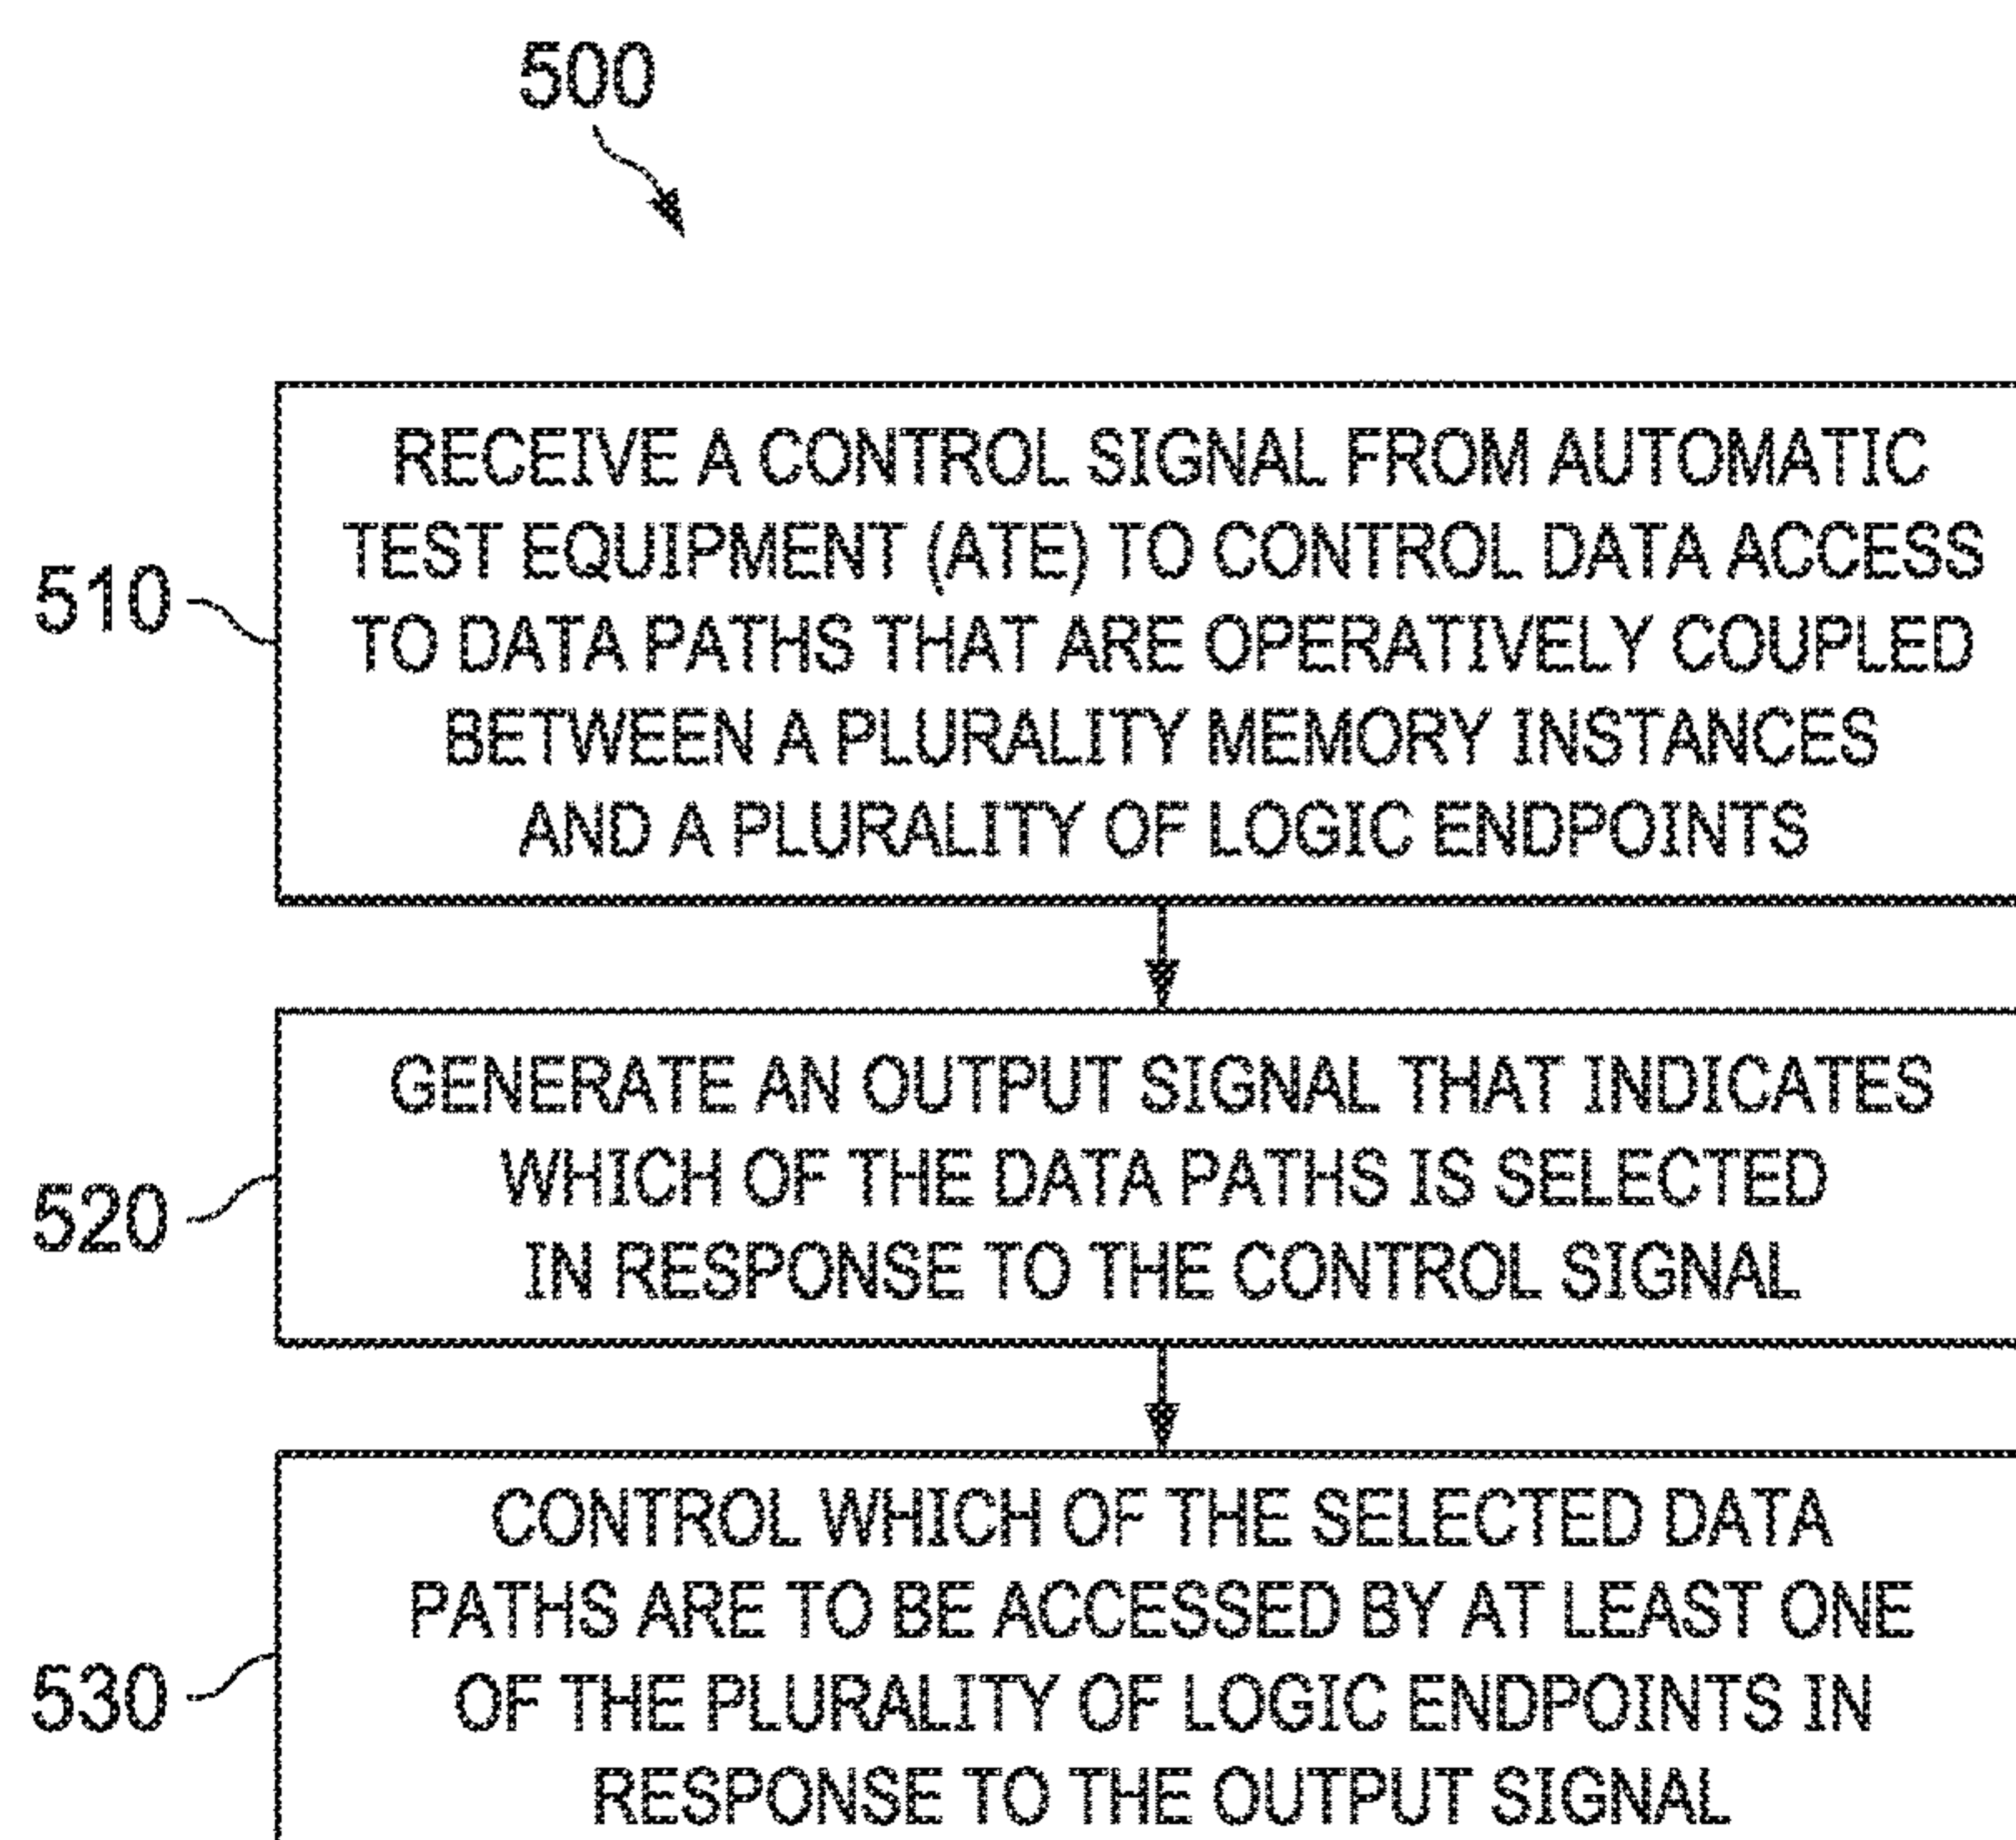 500
510
RECEIVE A CONTROL SIGNAL FROM AUTOMATIC
TEST EQUIPMENT (ATE) TO CONTROL DATA ACCESS
TO DATA PATHS THAT ARE OPERATIVELY COUPLED
BETWEEN A PLURALITY MEMORY INSTANCES
AND A PLURALITY OF LOGIC ENDPOINTS
520
GENERATE AN OUTPUT SIGNAL THAT INDICATES
WHICH OF THE DATA PATHS IS SELECTED
IN RESPONSE TO THE CONTROL SIGNAL
530
CONTROL WHICH OF THE SELECTED DATA
PATHS ARE TO BE ACCESSED BY AT LEAST ONE
OF THE PLURALITY OF LOGIC ENDPOINTS IN
RESPONSE TO THE OUTPUT SIGNAL